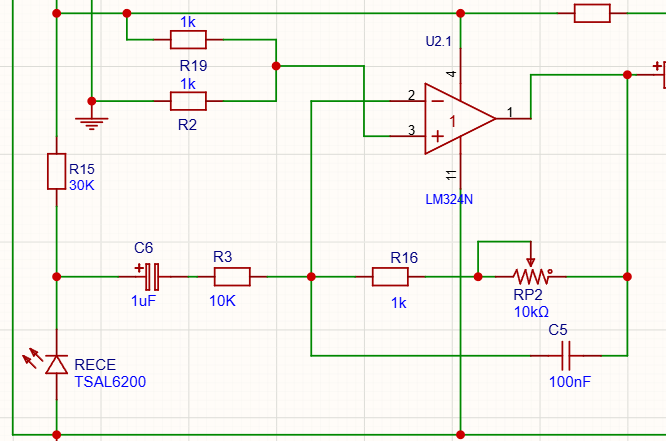 1k
R19
1k
R2
U2.1
4
2
1
1
3
11
LM324N
R15
30K
C6
1uF
R3
10K
R16
1k
RP2
10kΩ
C5
100nF
RECE
TSAL6200